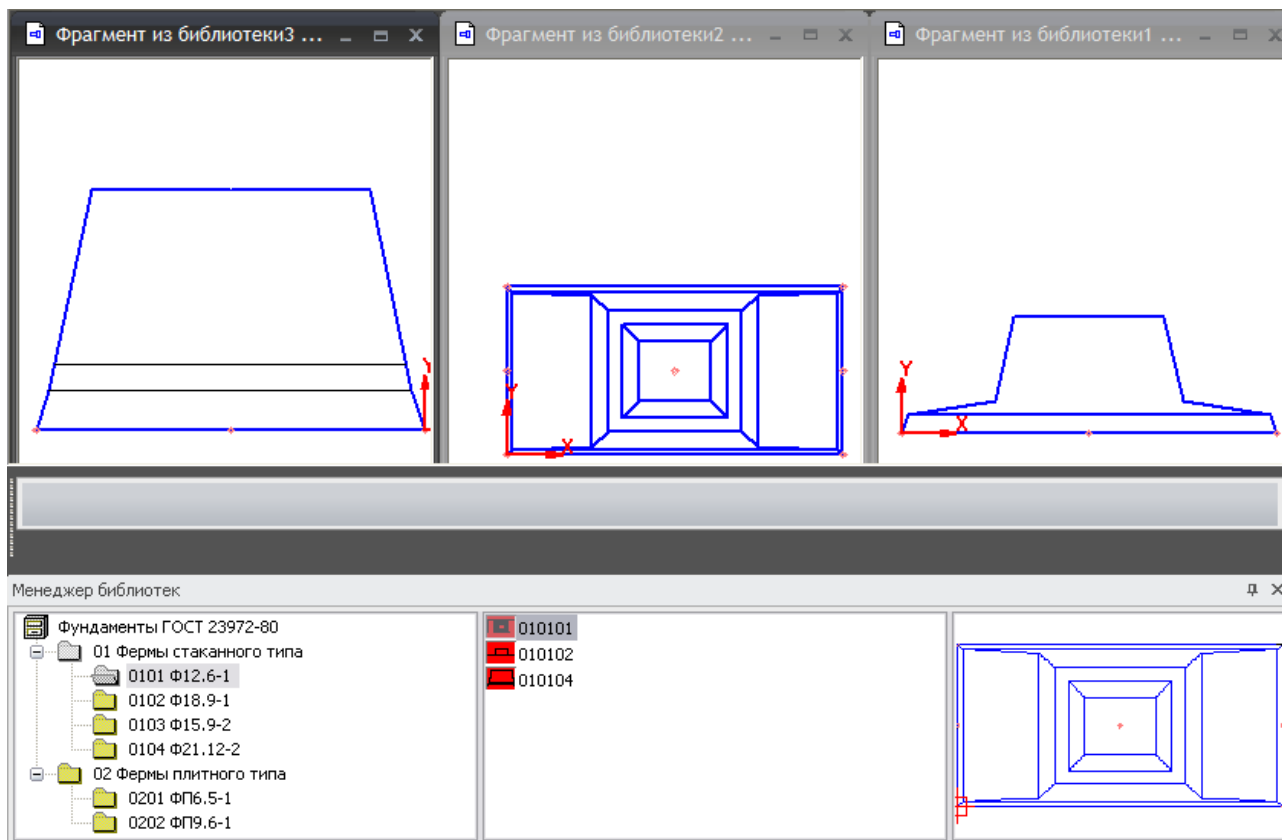 Фрагмент из библиотеки3 ...
Фрагмент из библиотеки2 ...
Фрагмент из библиотеки1 ...
Y
Y
X
Y
X
Менеджер библиотек
Фундаменты ГОСТ 23972-80
01 Фермы стаканного типа
0101 Ф12.6-1
0102 Ф18.9-1
0103 Ф15.9-2
0104 Ф21.12-2
02 Фермы плитного типа
0201 ФП6.5-1
0202 ФП9.6-1
010101
010102
010104